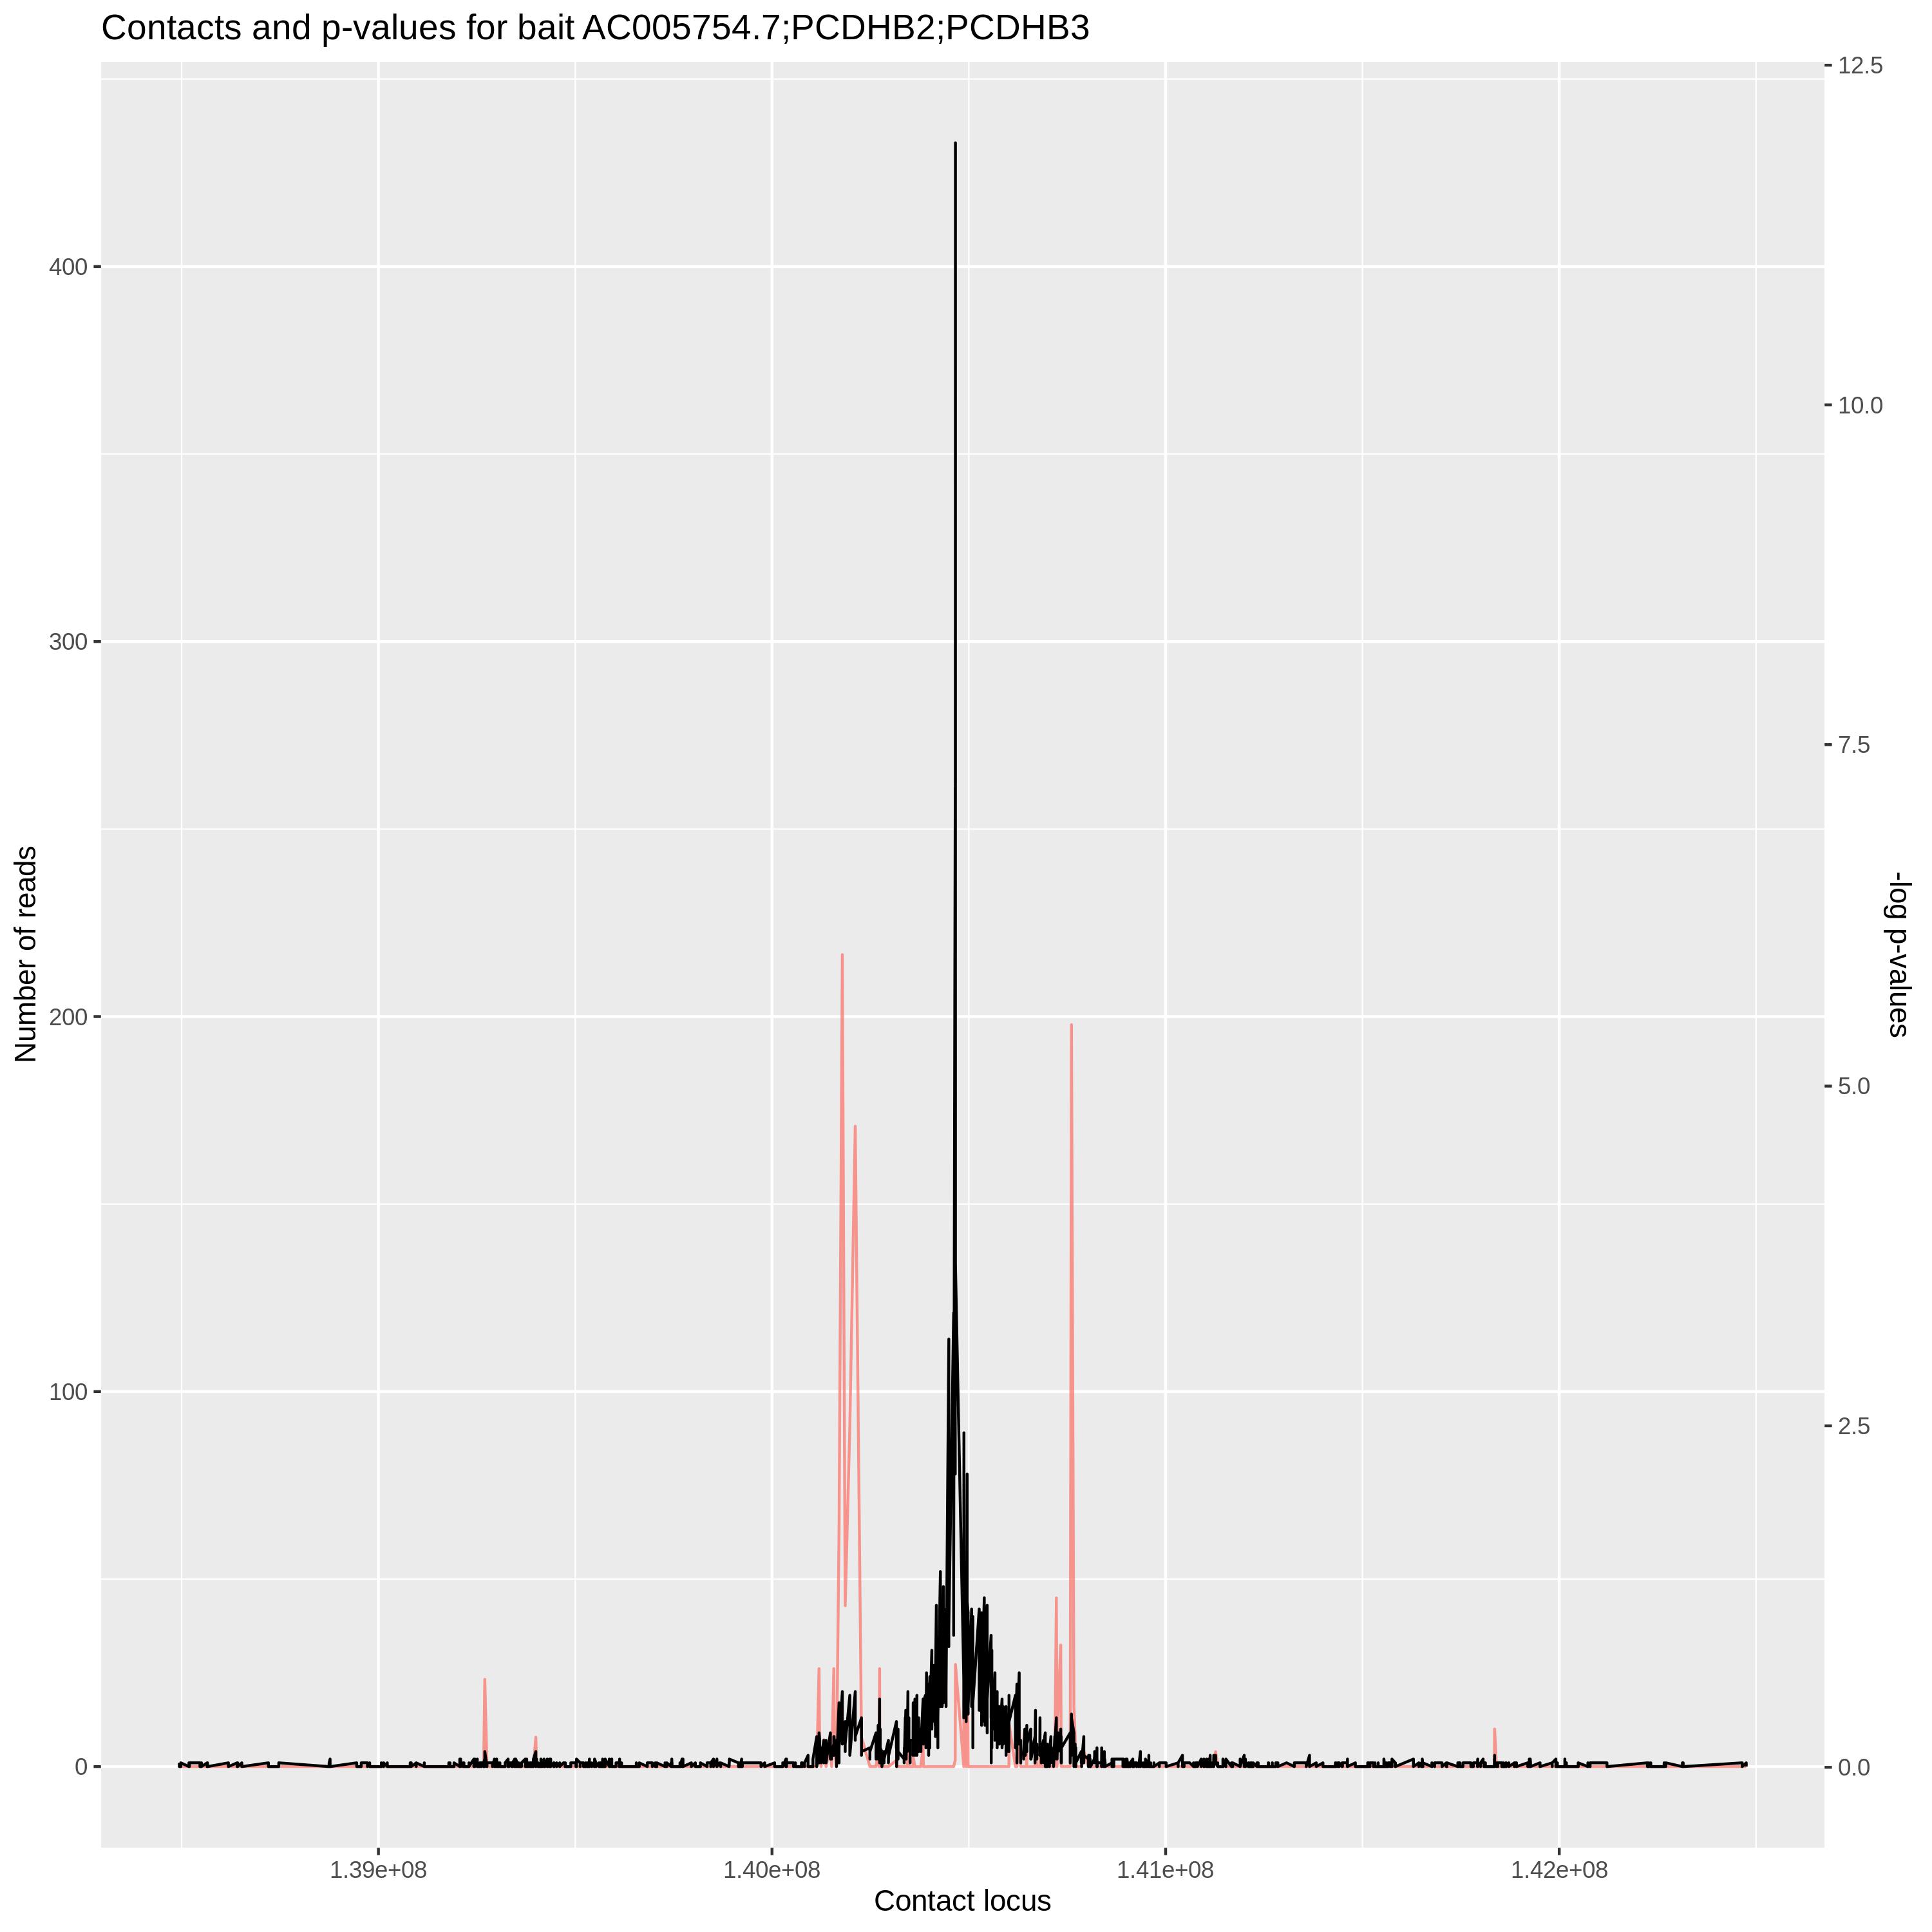 Contacts and p-values for bait AC005754.7;PCDHB2;PCDHB3
Number of reads
400
300
200
100
0
12.5
10.0
7.5
5.0
2.5
0.0
-log p-values
1.39e+08
1.40e+08
1.41e+08
1.42e+08
Contact locus